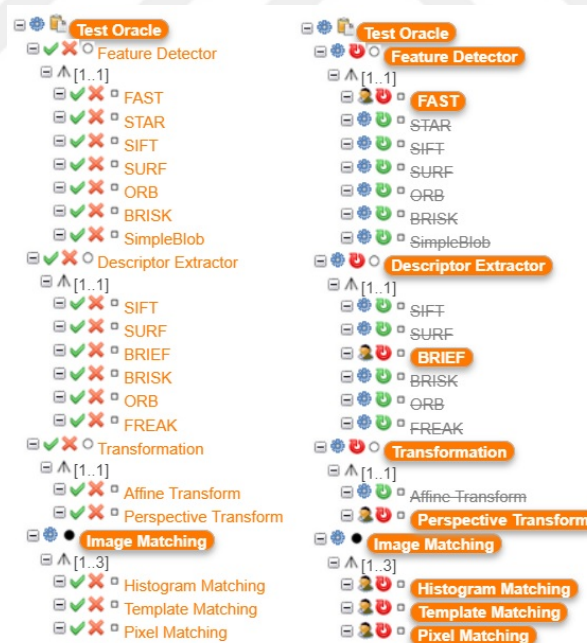 Test Oracle
Feature Detector
[1..1]
FAST
STAR
SIFT
SURF
ORB
BRISK
SimpleBlob
Descriptor Extractor
[1..1]
SIFT
SURF
BRIEF
BRISK
ORB
FREAK
Transformation
[1..1]
Affine Transform
Perspective Transform
Image Matching
[1..3]
Histogram Matching
Template Matching
Pixel Matching
Test Oracle
Feature Detector
[1..1]
FAST
STAR
SIFT
SURF
ORB
BRISK
SimpleBlob
Descriptor Extractor
[1..1]
SIFT
SURF
BRIEF
BRISK
ORB
FREAK
Transformation
[1..1]
Affine Transform
Perspective Transform
Image Matching
[1..3]
Histogram Matching
Template Matching
Pixel Matching